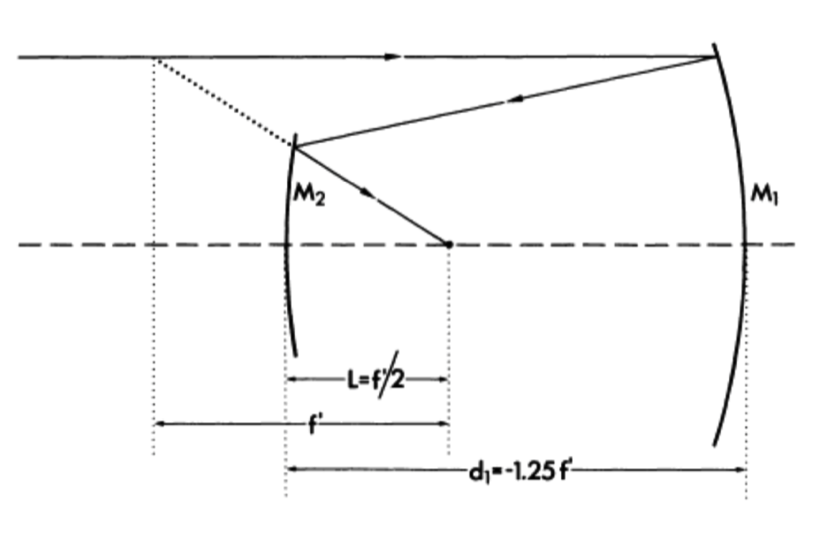 M₂
M₁
L=f'/2
f'
d₁=-1.25f'